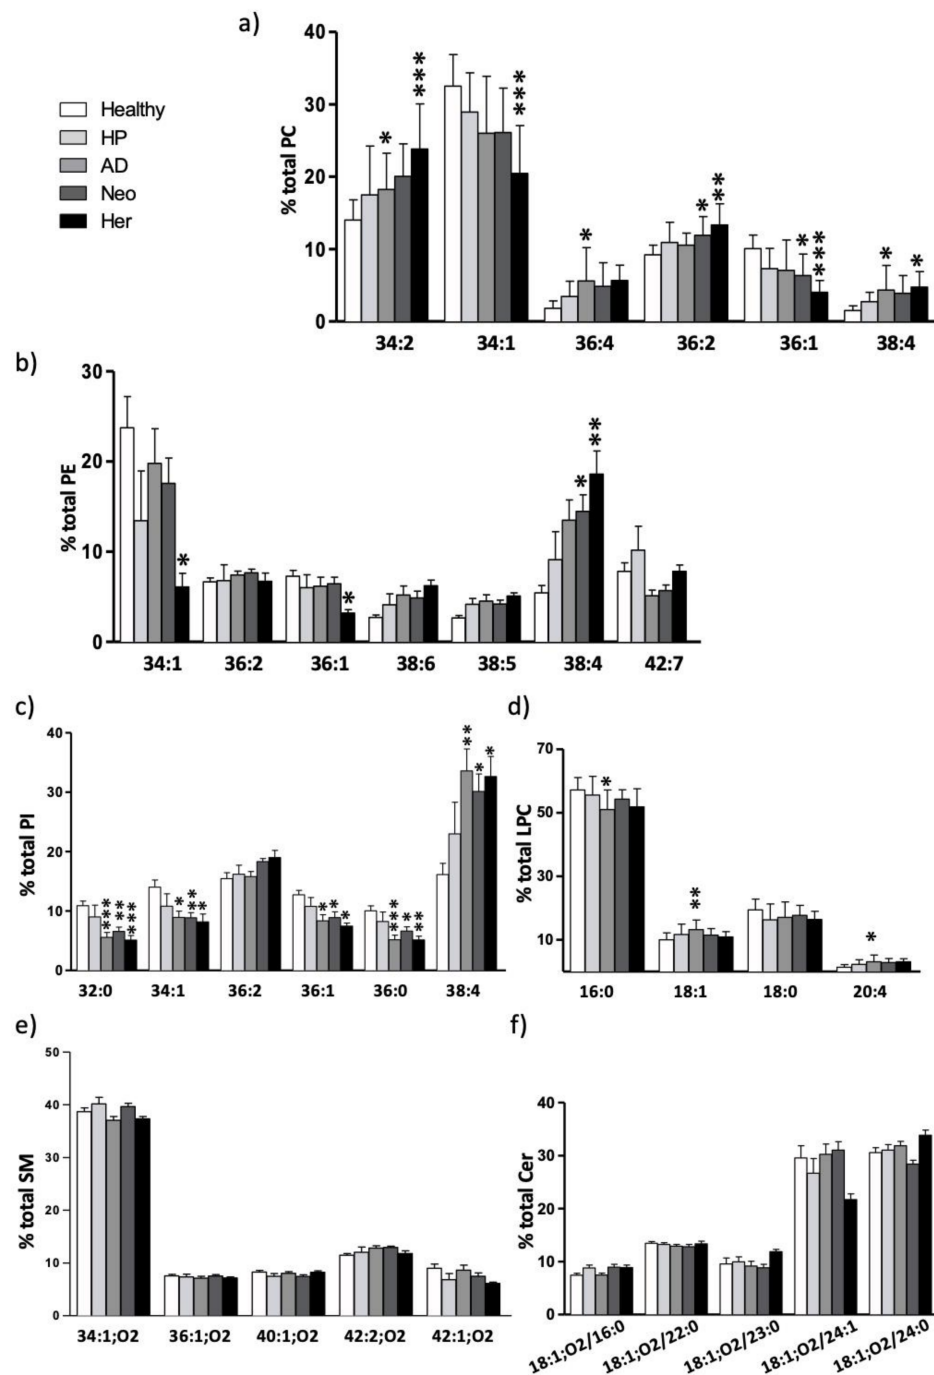 a)
Healthy
HP
AD
Neo
Her
% total PC
40
30
20
10
0
***
*
***
*
*
**
*
***
*
*
34:2 34:1 36:4 36:2 36:1 38:4
b)
% total PE
30
20
10
0
*
*
*
**
34:1 36:2 36:1 38:6 38:5 38:4 42:7
c)
% total PI
40
30
20
10
0
***
**
***
*
**
**
*
*
*
***
**
**
**
*
*
32:0 34:1 36:2 36:1 36:0 38:4
d)
% total LPC
70
50
30
10
*
**
*
16:0 18:1 18:0 20:4
e)
% total SM
50
40
30
20
10
0
34:1;O2 36:1;O2 40:1;O2 42:2;O2 42:1;O2
f)
% total Cer
40
30
20
10
0
18:1;O2/16:0 18:1;O2/22:0 18:1;O2/23:0 18:1;O2/24:1 18:1;O2/24:0